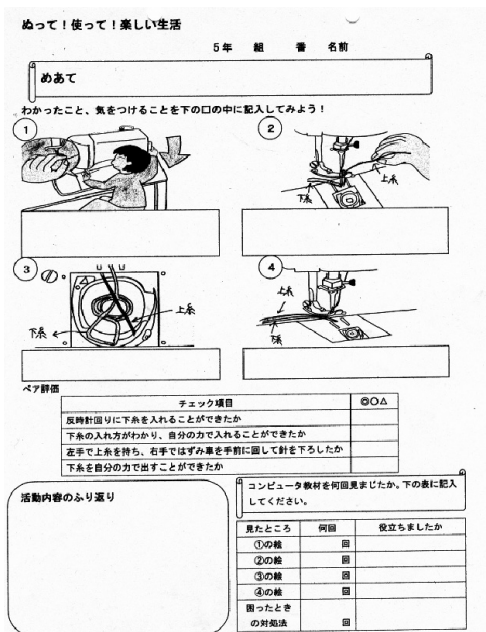 ぬって！使って！楽しい生活
5年 組 番 名前
めあて
わかったこと、気をつけることを下の口の中に記入してみよう！
①
②
上糸
下糸
③
上糸
下糸
④
上糸
下糸
ペア評価
チェック項目 ◎○△
反時計回りに下糸を入れることができたか
下糸の入れ方がわかり、自分の力で入れることができたか
左手で上糸を持ち、右手ではずみ車を手前に回して針を下ろしたか
下糸を自分の力で出すことができたか
活動内容のふり返り
コンピュータ教材を何回見まじたか。下の表に記入
してください。
見たところ 何回 役立ちましたか
①の絵 回
②の絵 回
③の絵 回
④の絵 回
困ったとき
の対処法 回